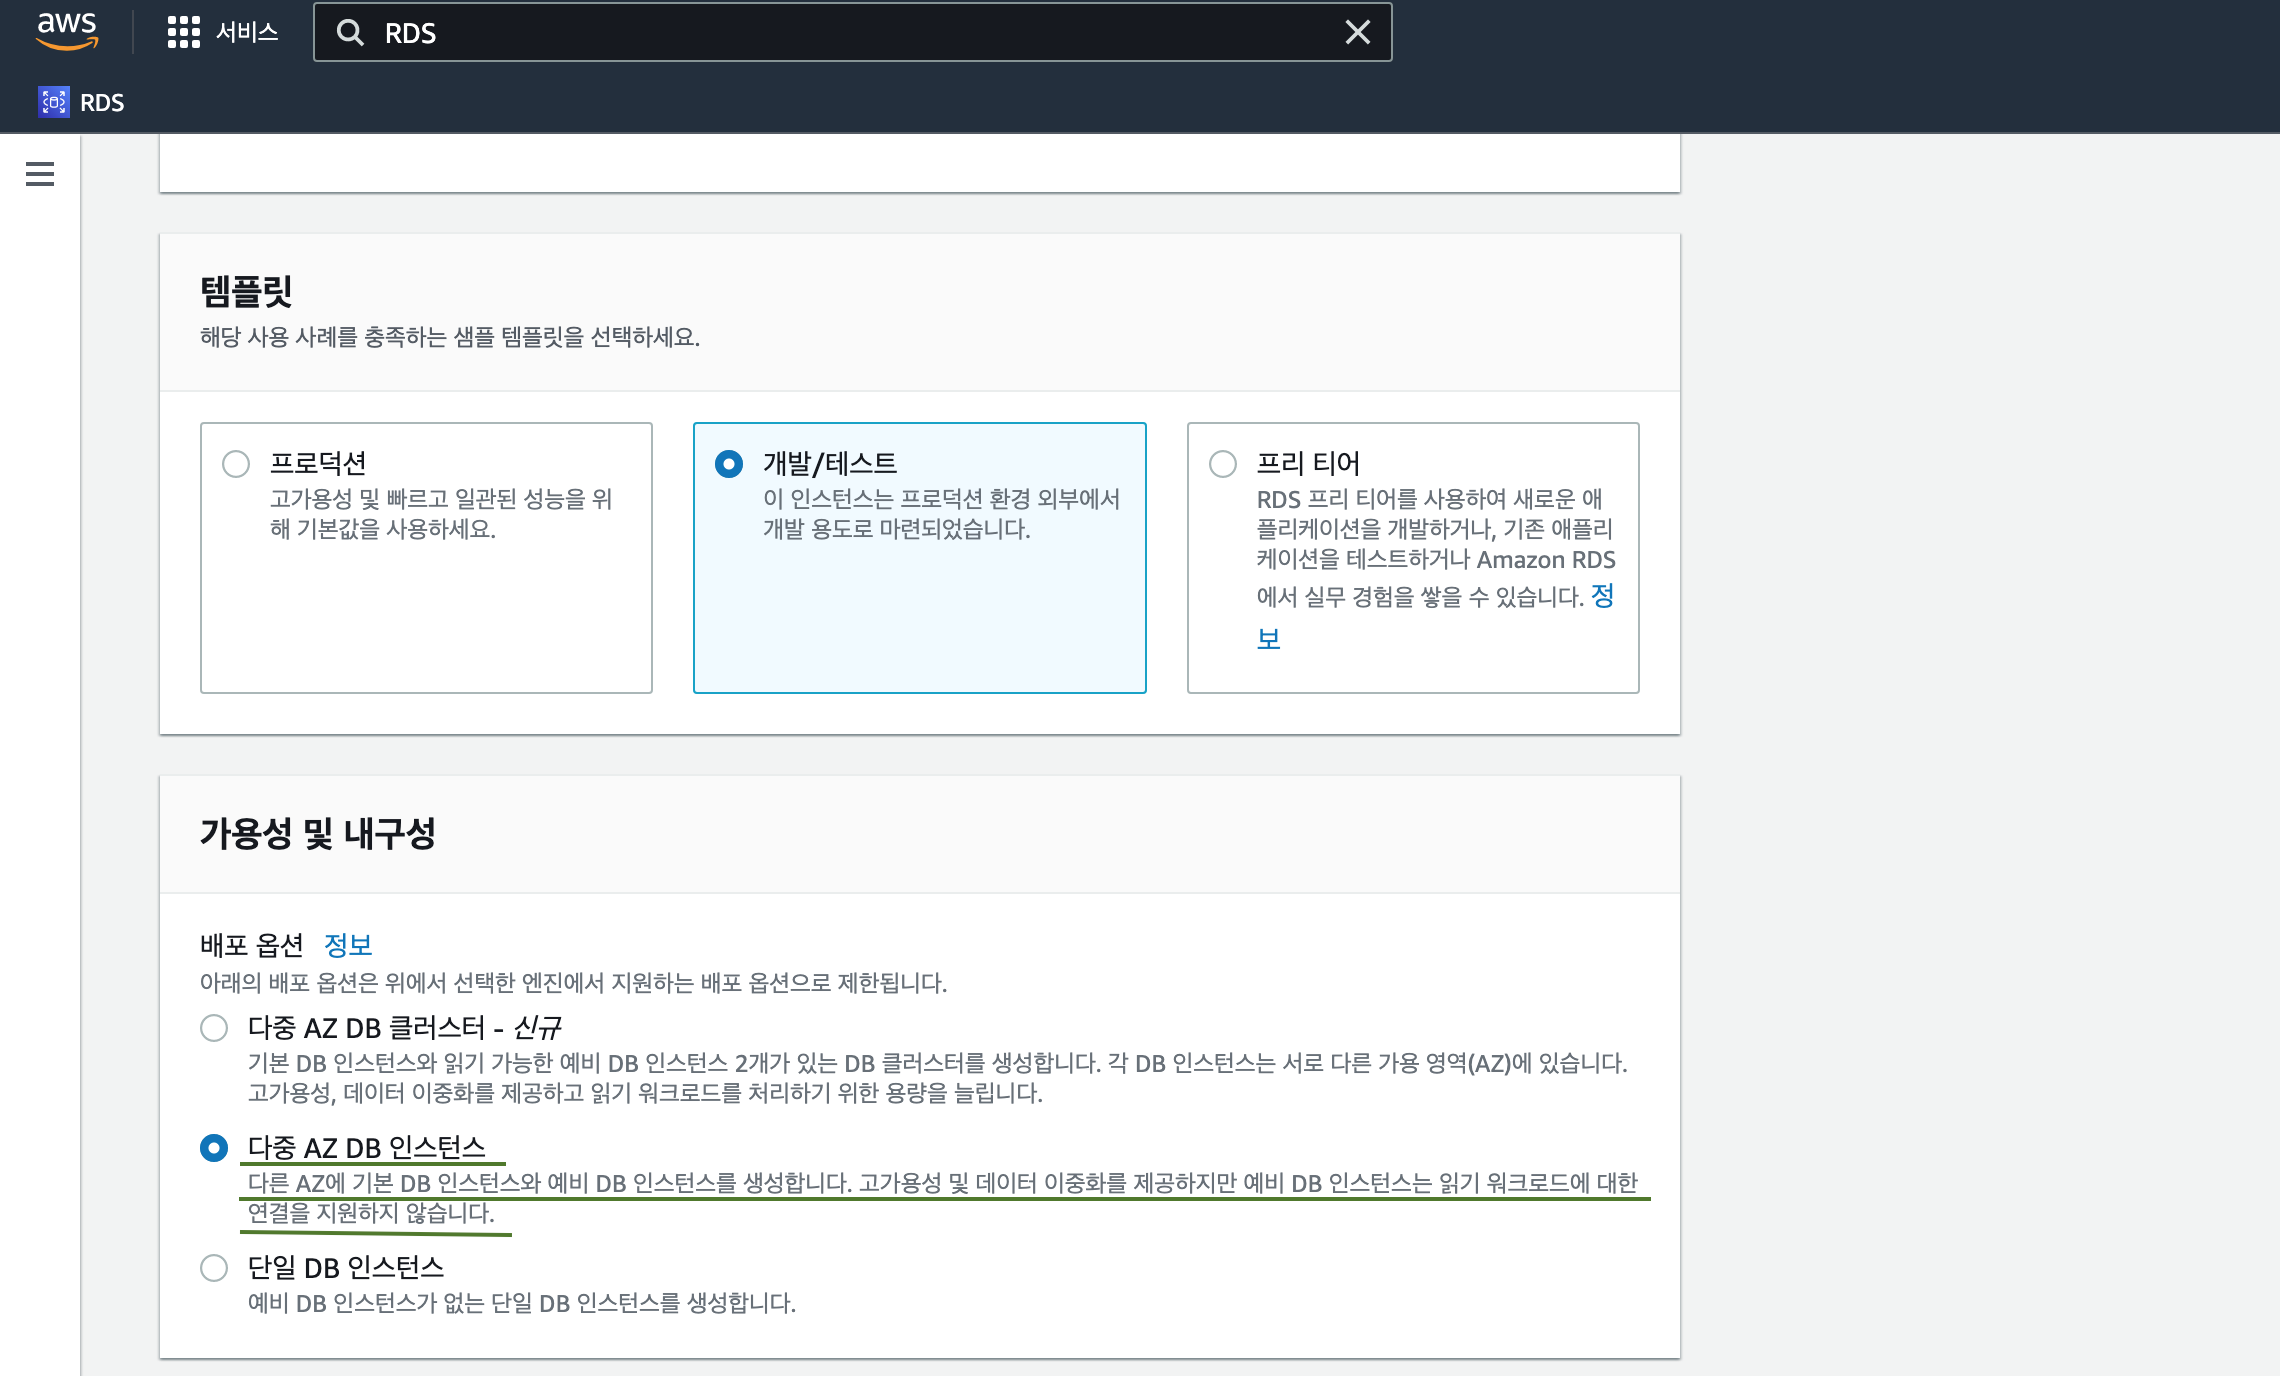 aws
서비스
RDS
RDS
템플릿
해당 사용 사례를 충족하는 샘플 템플릿을 선택하세요.
프로덕션
고가용성 및 빠르고 일관된 성능을 위
해 기본값을 사용하세요.
개발/테스트
이 인스턴스는 프로덕션 환경 외부에서
개발 용도로 마련되었습니다.
프리 티어
RDS 프리 티어를 사용하여 새로운 애
플리케이션을 개발하거나, 기존 애플리
케이션을 테스트하거나 Amazon RDS
에서 실무 경험을 쌓을 수 있습니다. 정
보
가용성 및 내구성
배포 옵션 정보
아래의 배포 옵션은 위에서 선택한 엔진에서 지원하는 배포 옵션으로 제한됩니다.
다중 AZ DB 클러스터 - 신규
기본 DB 인스턴스와 읽기 가능한 예비 DB 인스턴스 2개가 있는 DB 클러스터를 생성합니다. 각 DB 인스턴스는 서로 다른 가용 영역(AZ)에 있습니다.
고가용성, 데이터 이중화를 제공하고 읽기 워크로드를 처리하기 위한 용량을 늘립니다.
다중 AZ DB 인스턴스
다른 AZ에 기본 DB 인스턴스와 예비 DB 인스턴스를 생성합니다. 고가용성 및 데이터 이중화를 제공하지만 예비 DB 인스턴스는 읽기 워크로드에 대한
연결을 지원하지 않습니다.
단일 DB 인스턴스
예비 DB 인스턴스가 없는 단일 DB 인스턴스를 생성합니다.